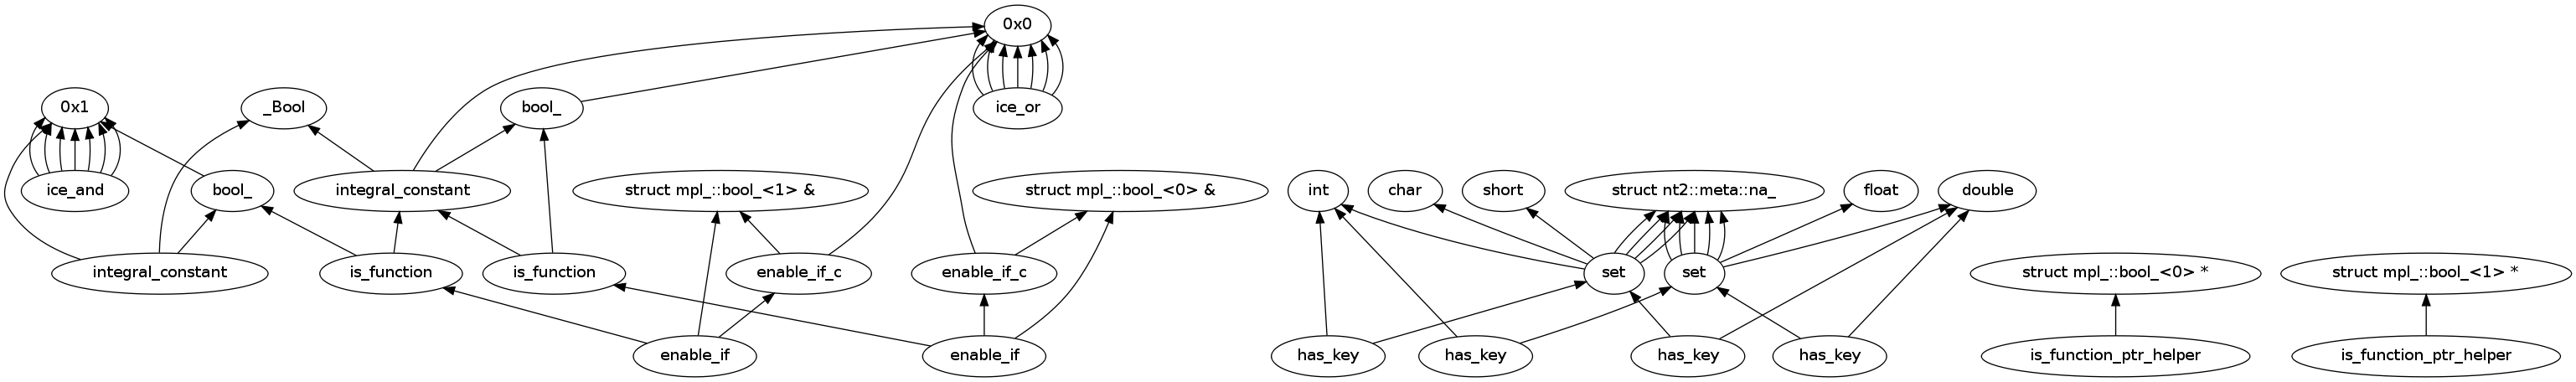 0x0
0x1
_Bool
bool_
ice_or
ice_and
bool_
integral_constant
struct mpl_::bool_<1> &
struct mpl_::bool_<0> &
int
char
short
struct nt2::meta::na_
float
double
integral_constant
is_function
is_function
enable_if_c
enable_if_c
set
set
struct mpl_::bool_<0> *
struct mpl_::bool_<1> *
enable_if
enable_if
has_key
has_key
has_key
has_key
is_function_ptr_helper
is_function_ptr_helper